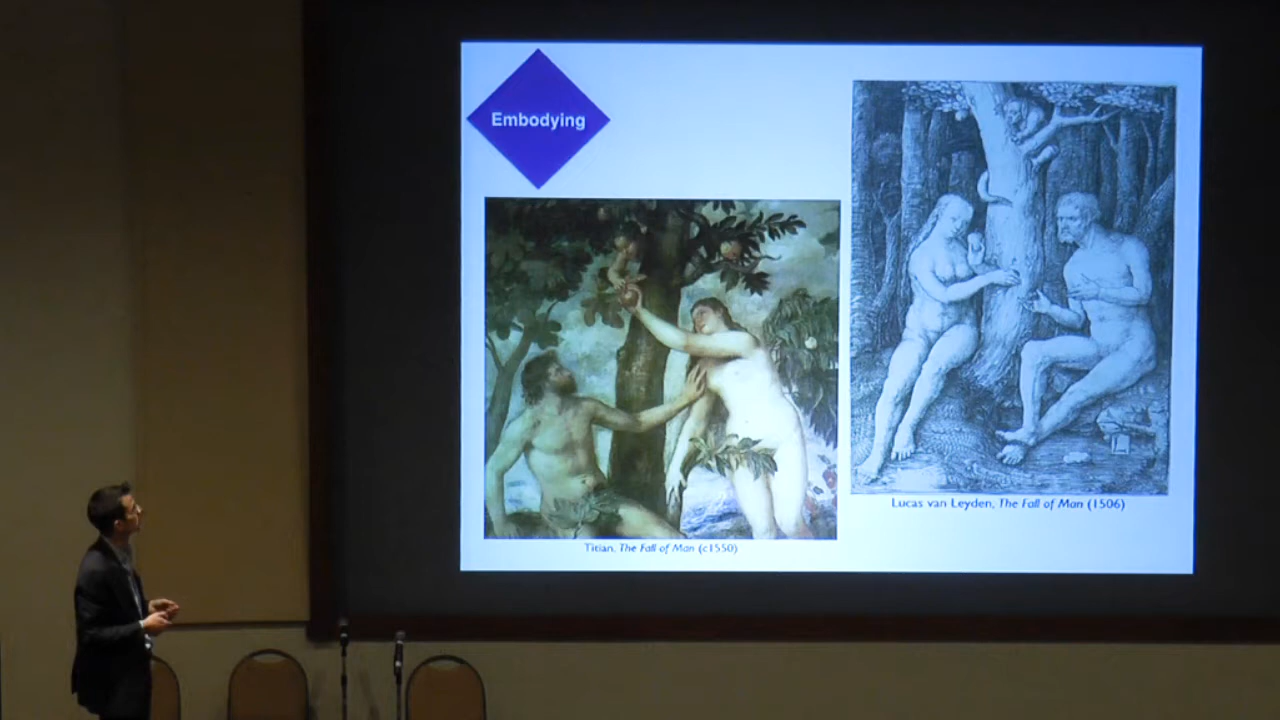 Embodying
Titian, The Fall of Man (c1550)
Lucas van Leyden, The Fall of Man (1506)